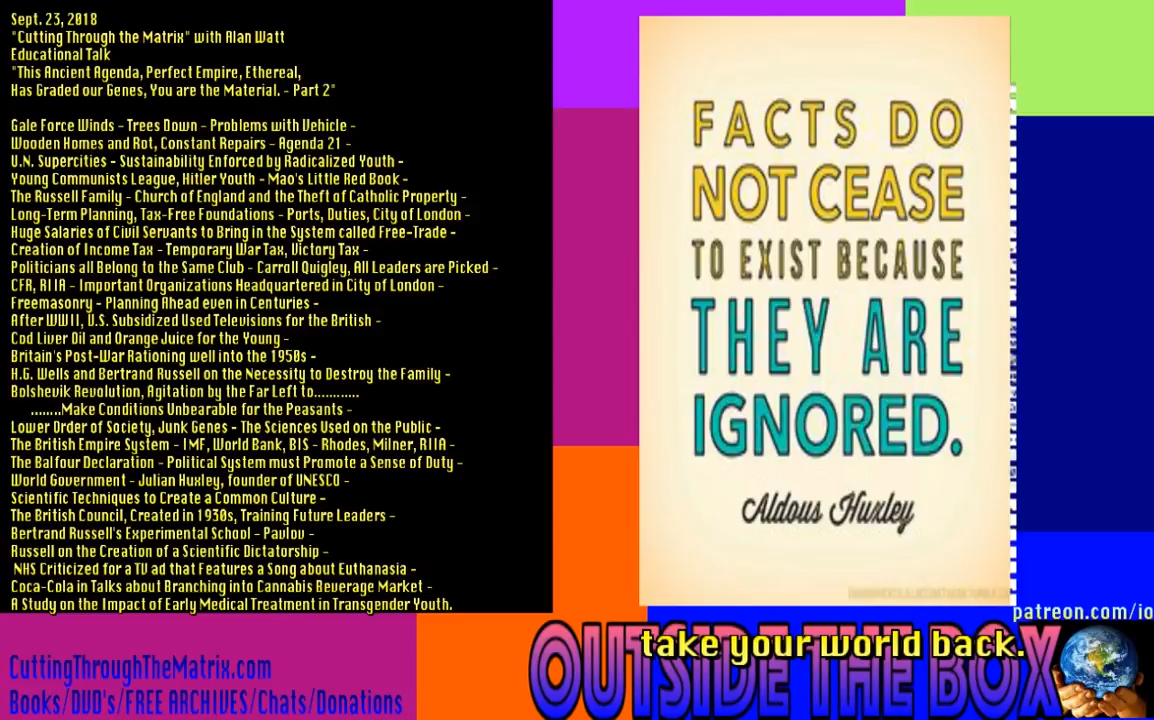 Sept. 23, 2018
"Cutting Through the Matrix" with Alan Watt
Educational Talk
"This Ancient Agenda, Perfect Empire, Ethereal,
Has Graded our Genes, You are the Material. - Part 2"
Gale Force Winds - Trees Down - Problems with Vehicle -
Wooden Homes and Rot, Constant Repairs - Agenda 21 -
U.N. Supercities - Sustainability Enforced by Radicalized Youth -
Young Communists League, Hitler Youth - Mao's Little Red Book -
The Russell Family - Church of England and the Theft of Catholic Property -
Long-Term Planning, Tax-Free Foundations - Ports, Duties, City of London -
Huge Salaries of Civil Servants to Bring in the System called Free-Trade -
Creation of Income Tax - Temporary War Tax, Victory Tax -
Politicians all Belong to the Same Club - Carroll Quigley, All Leaders are Picked -
CFR, RIIA - Important Organizations Headquartered in City of London -
Freemasonry - Planning Ahead even in Centuries -
After WWII, U.S. Subsidized Used Televisions for the British -
Cod Liver Oil and Orange Juice for the Young -
Britain's Post-War Rationing well into the 1950s -
H.G. Wells and Bertrand Russell on the Necessity to Destroy the Family -
Bolshevik Revolution, Agitation by the Far Left to............
........Make Conditions Unbearable for the Peasants -
Lower Order of Society, Junk Genes - The Sciences Used on the Public -
The British Empire System - IMF, World Bank, BIS - Rhodes, Milner, RIIA -
The Balfour Declaration - Political System must Promote a Sense of Duty -
World Government - Julian Huxley, founder of UNESCO -
Scientific Techniques to Create a Common Culture -
The British Council, Created in 1930s, Training Future Leaders -
Bertrand Russell's Experimental School - Pavlov -
Russell on the Creation of a Scientific Dictatorship -
NHS Criticized for a TV ad that Features a Song about Euthanasia -
Coca-Cola in Talks about Branching into Cannabis Beverage Market -
A Study on the Impact of Early Medical Treatment in Transgender Youth.
FACTS DO
NOT CEASE
TO EXIST BECAUSE
THEY ARE
IGNORED.
Aldous Huxley
patreon.com/io
take your world back.
OUTSIDE THE BOX
CuttingThroughTheMatrix.com
Books/DVD's/FREE ARCHIVES/Chats/Donations